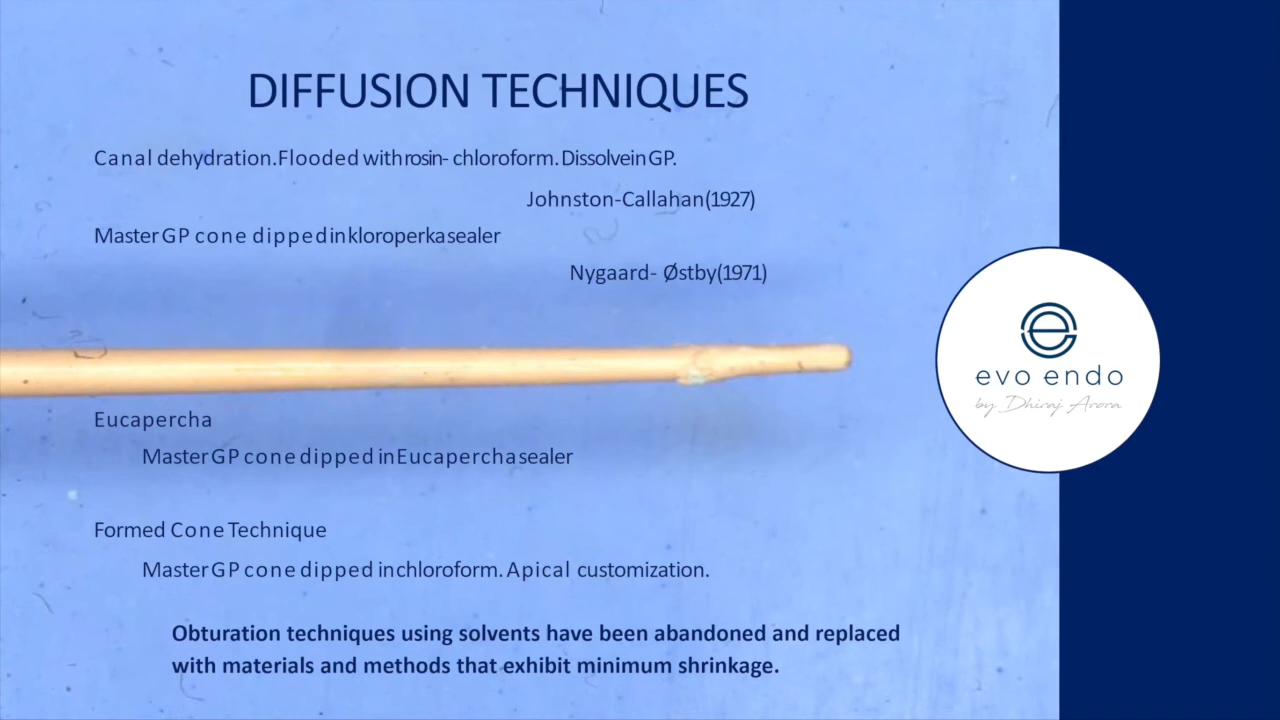 DIFFUSION TECHNIQUES
Canal dehydration. Flooded with rosin- chloroform. Dissolve in GP.
Johnston-Callahan (1927)
Master GP cone dipped in kloroperka sealer
Nygaard- Østby (1971)
evo endo
by Dhiraj Arora
Eucapercha
Master GP cone dipped in Eucapercha sealer
Formed Cone Technique
Master GP cone dipped in chloroform. Apical customization.
Obturation techniques using solvents have been abandoned and replaced
with materials and methods that exhibit minimum shrinkage.